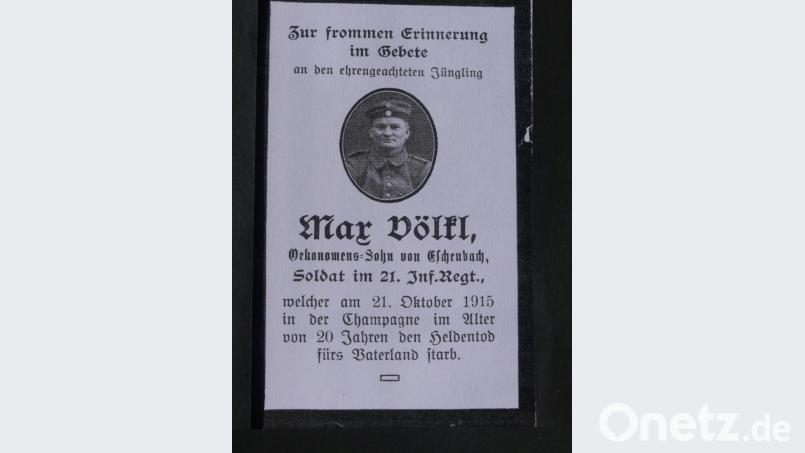 Zur frommen Erinnerung
im Gebete
an den ehrengeachteten Jüngling
Max Völkl,
Oekonomens-Sohn von Eschenbach,
Soldat im 21. Inf.Regt.,
welcher am 21. Oktober 1915
in der Champagne im Alter
von 20 Jahren den Heldentod
fürs Vaterland starb.
Onetz.de